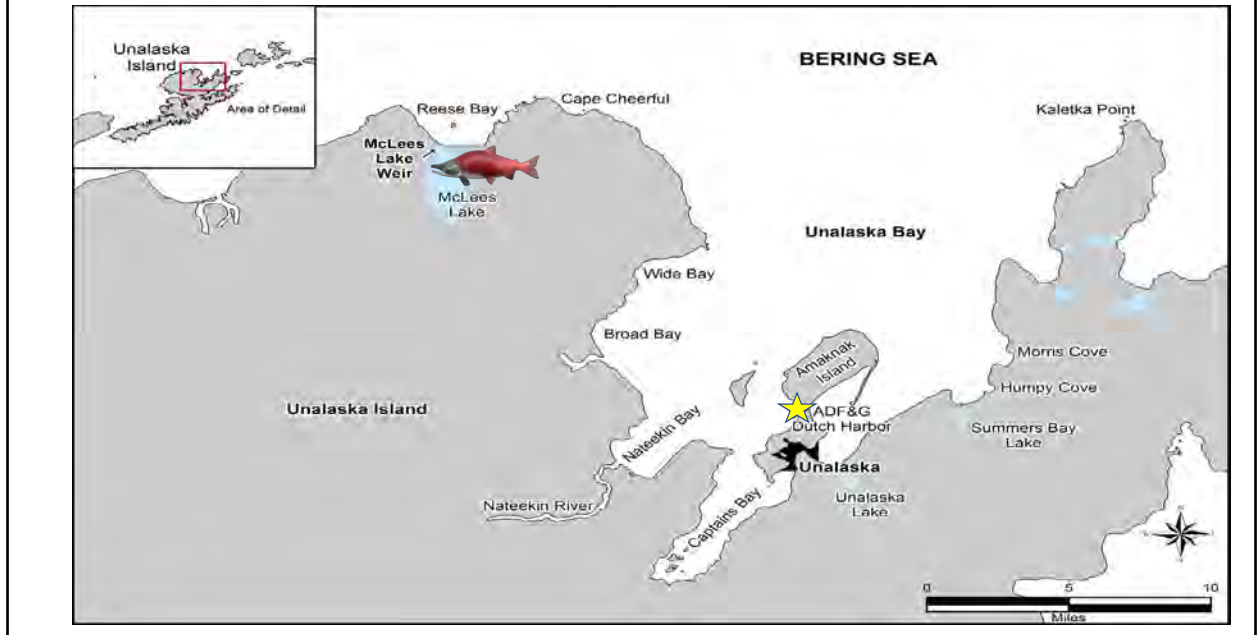 Unalaska
Island
Area of Detail
BERING SEA
Reese Bay
Cape Cheerful
Kaletka Point
McLees
Lake
Weir
McLees
Lake
Unalaska Bay
Wide Bay
Broad Bay
Amaknak
Island
Morris Cove
Humpy Cove
Unalaska Island
ADF&G
Dutch Harbor
Summers Bay
Lake
Nateekin Bay
Unalaska
Nateekin River
Unalaska
Lake
Captains Bay
N
0 5 10
Miles